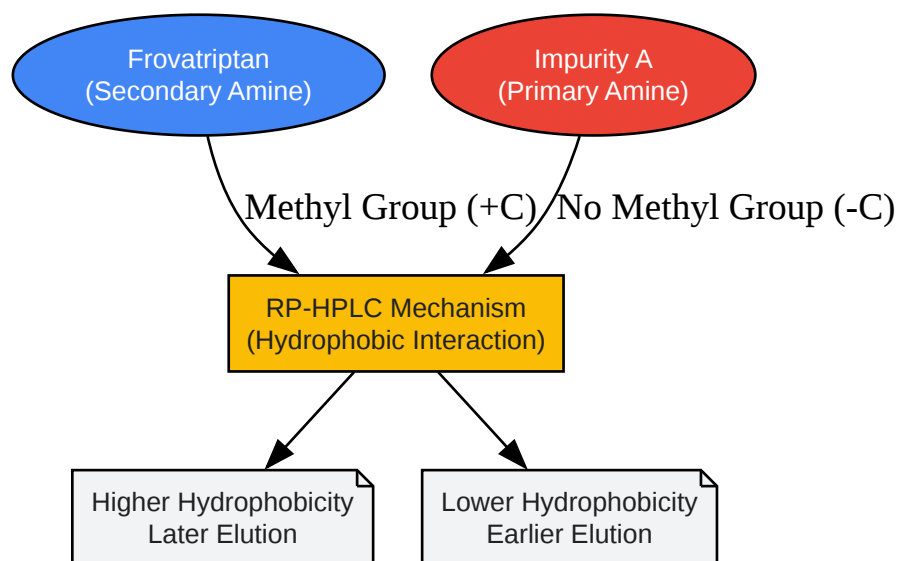 Frovatriptan
(Secondary Amine)
Impurity A
(Primary Amine)
Methyl Group (+C)
No Methyl Group (-C)
RP-HPLC Mechanism
(Hydrophobic Interaction)
Higher Hydrophobicity
Later Elution
Lower Hydrophobicity
Earlier Elution